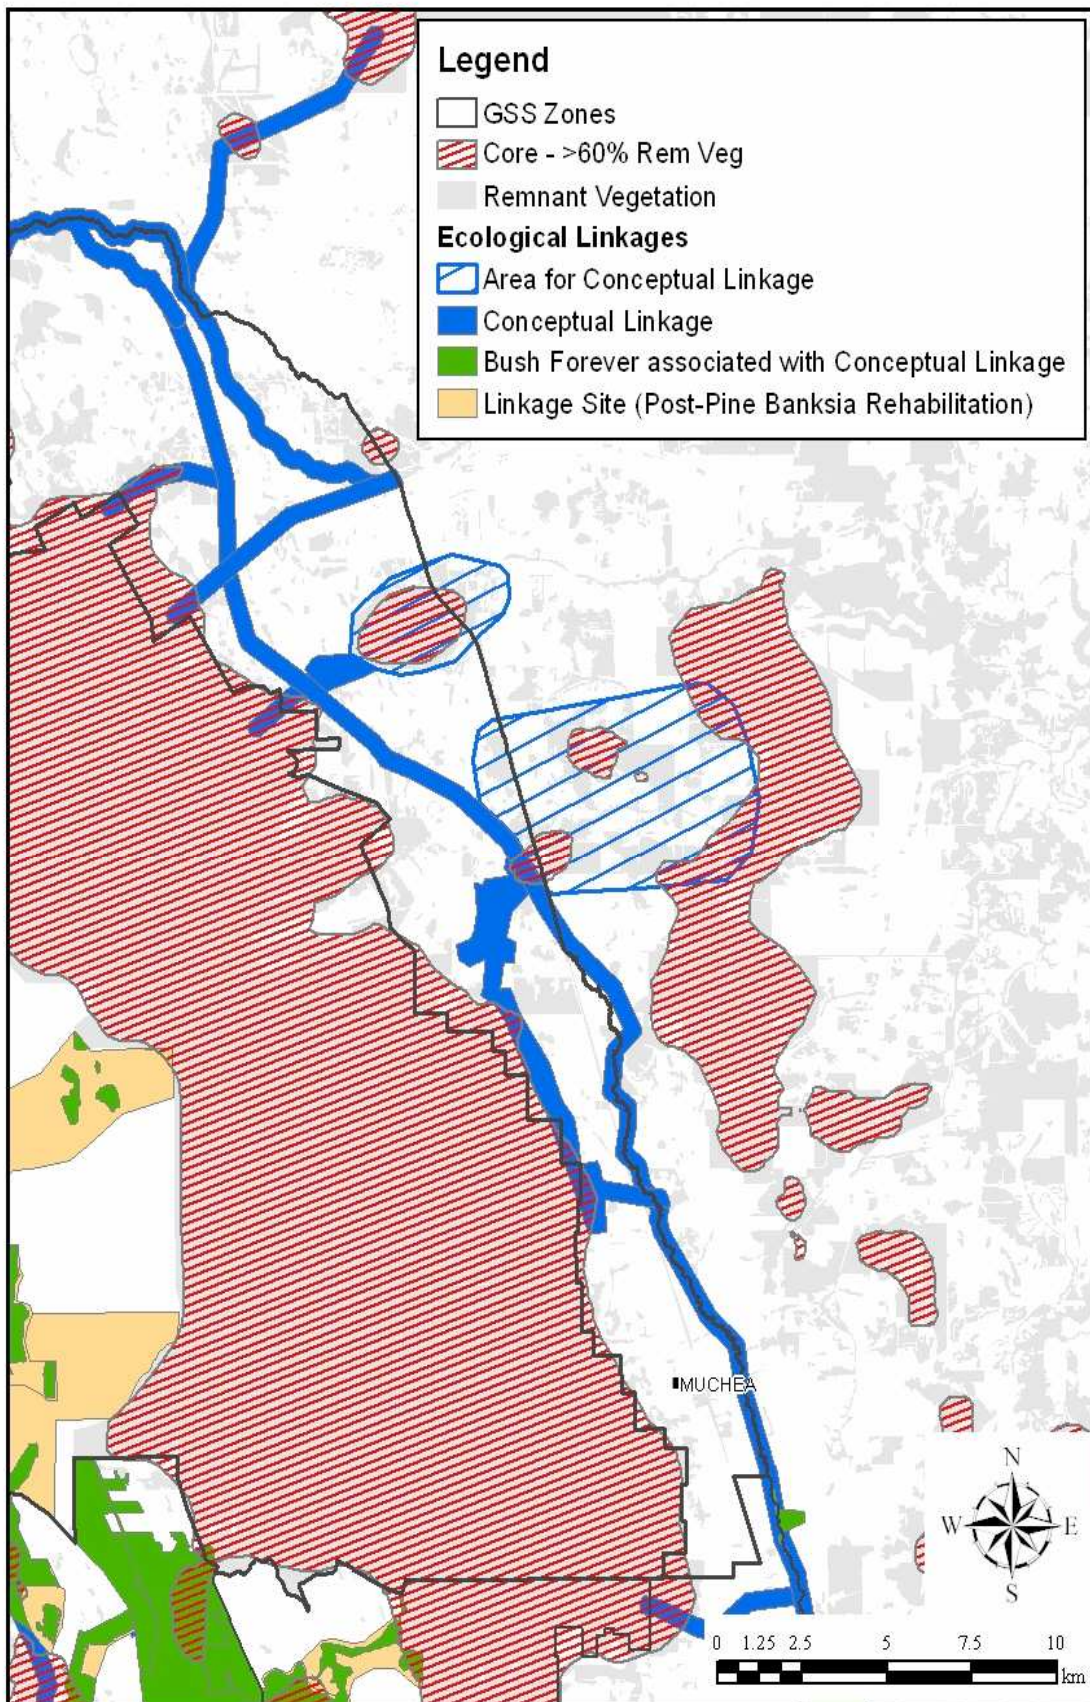 Legend
GSS Zones
Core - >60% Rem Veg
Remnant Vegetation
Ecological Linkages
Area for Conceptual Linkage
Conceptual Linkage
Bush Forever associated with Conceptual Linkage
Linkage Site (Post-Pine Banksia Rehabilitation)
MUCHEA
N
W E
S
0 1.25 2.5 5 7.5 10
km